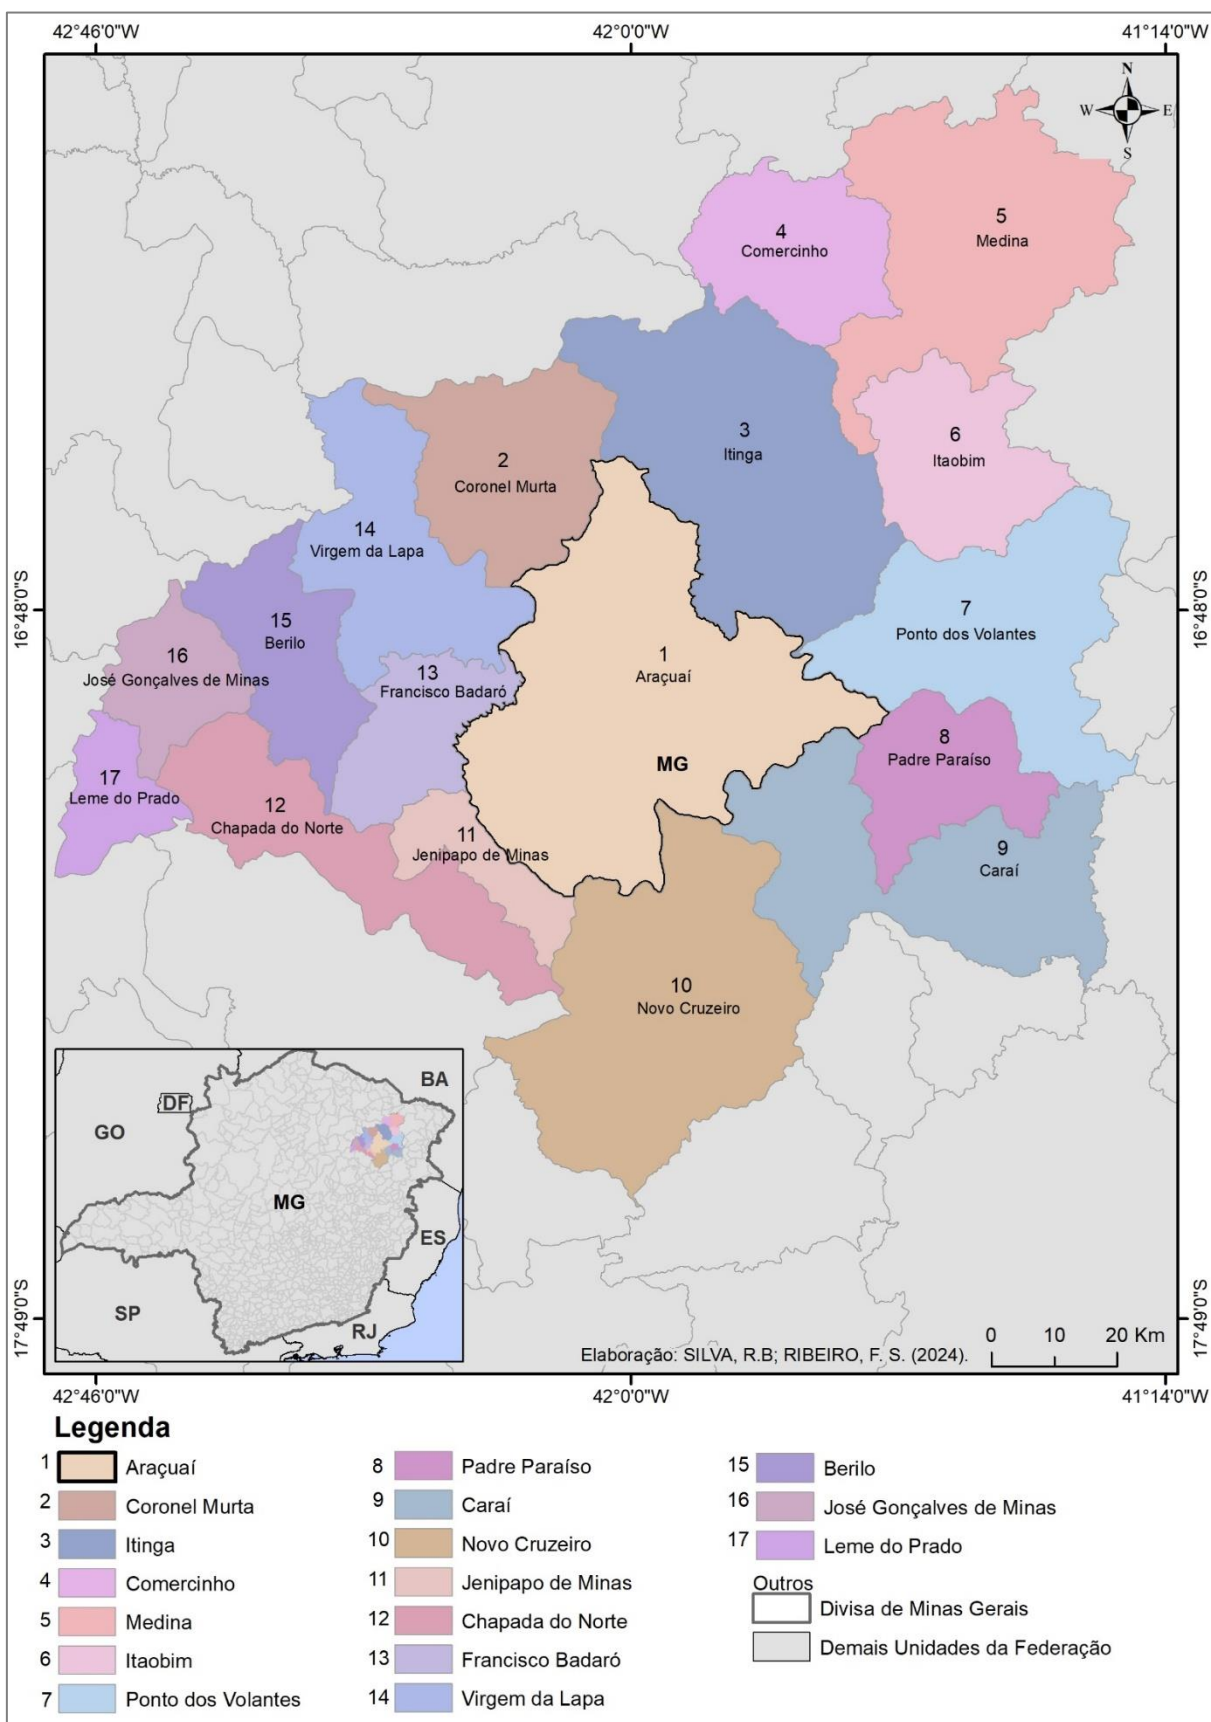 42°46'0"W 42°0'0"W 41°14'0"W
N
W E
S
5
Medina
4
Comercinho
3
Itinga
6
Itaobim
2
Coronel Murta
14
Virgem da Lapa
16°48'0"S 16°48'0"S
7
Ponto dos Volantes
15
Berilo
1
Araçuaí
16
José Gonçalves de Minas
13
Francisco Badaró
8
Padre Paraíso
MG
17
Leme do Prado
12
Chapada do Norte
11
Jenipapo de Minas
9
Caraí
10
Novo Cruzeiro
BA
DF
GO
MG
ES
SP
RJ
17°49'0"S 17°49'0"S
0 10 20 Km
Elaboração: SILVA, R.B; RIBEIRO, F. S. (2024).
42°46'0"W 42°0'0"W 41°14'0"W
Legenda
1 Araçuaí
2 Coronel Murta
3 Itinga
4 Comercinho
5 Medina
6 Itaobim
7 Ponto dos Volantes
8 Padre Paraíso
9 Caraí
10 Novo Cruzeiro
11 Jenipapo de Minas
12 Chapada do Norte
13 Francisco Badaró
14 Virgem da Lapa
15 Berilo
16 José Gonçalves de Minas
17 Leme do Prado
Outros
Divisa de Minas Gerais
Demais Unidades da Federação